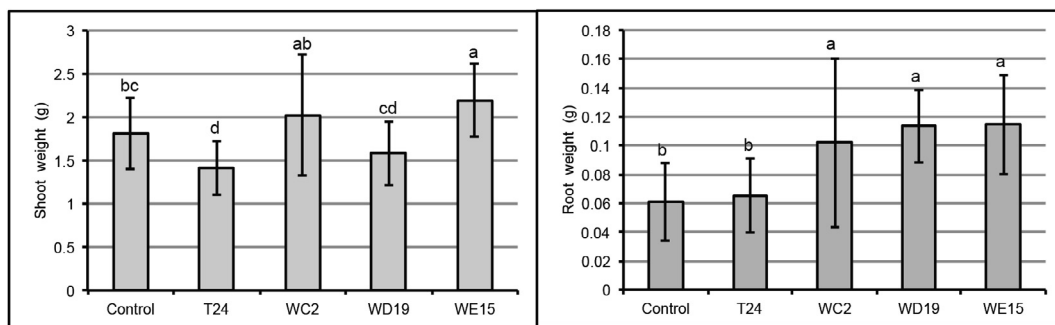 3
2.5
2
1.5
1
0.5
0
Shoot weight (g)
bc
d
ab
cd
a
Control T24 WC2 WD19 WE15
0.18
0.16
0.14
0.12
0.1
0.08
0.06
0.04
0.02
0
Root weight (g)
b
b
a
a
a
Control T24 WC2 WD19 WE15